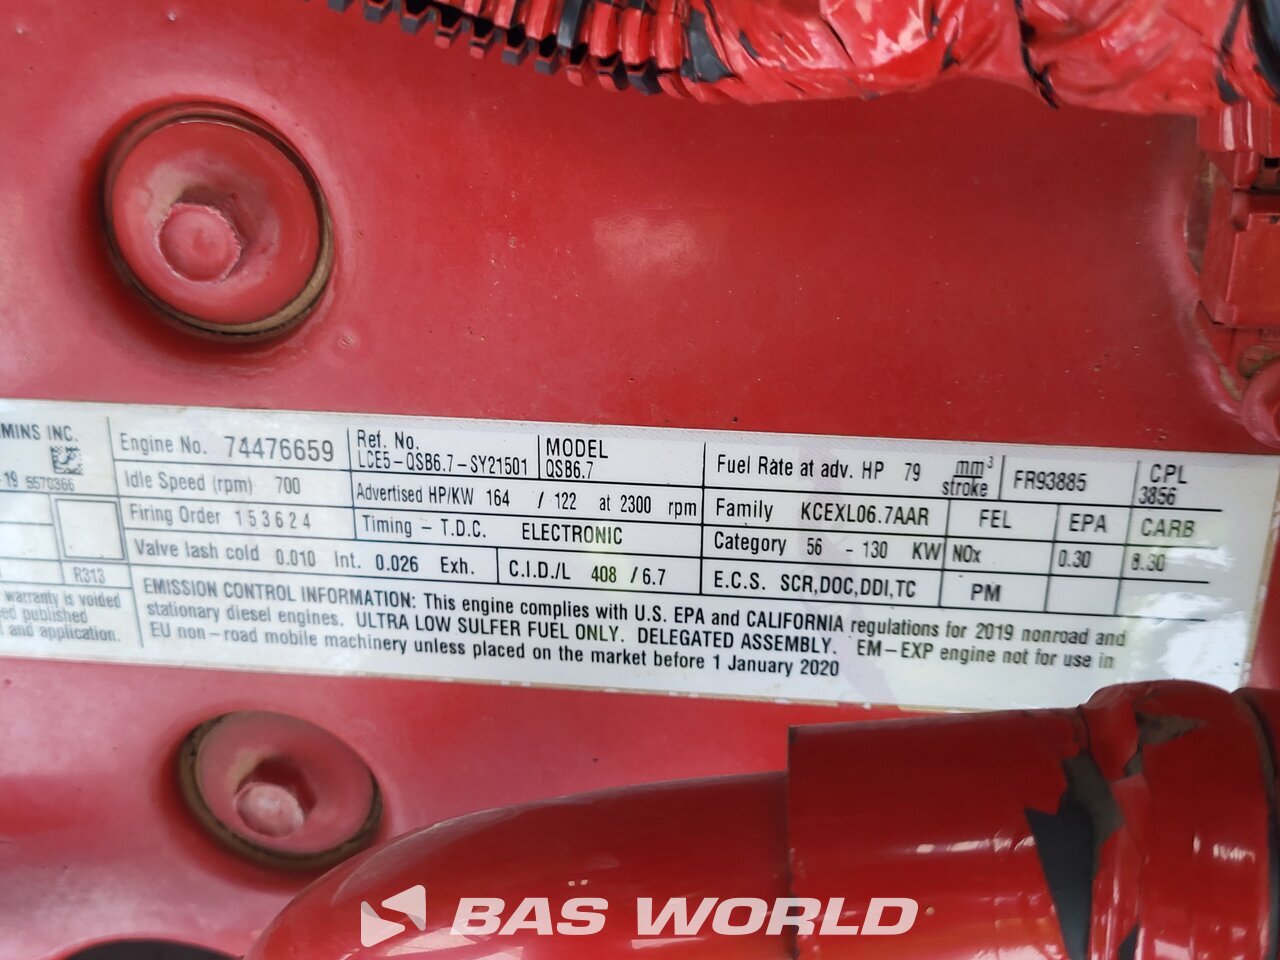 MINS INC.
19 5570366
R313
warranty is voided
ed published
l and application.
Engine No. 74476659
Idle Speed (rpm) 700
Firing Order 1 5 3 6 2 4
Valve lash cold 0.010 Int. 0.026 Exh.
Ref. No.
LCE5-QSB6.7-SY21501
MODEL
QSB6.7
Advertised HP/KW 164 / 122 at 2300 rpm
Timing - T.D.C. ELECTRONIC
C.I.D./L 408 / 6.7
Fuel Rate at adv. HP 79 mm³ stroke
FR93885
CPL
3856
Family KCEXL06.7AAR
FEL EPA CARB
Category 56 - 130 KW
NOx 0.30 .30
E.C.S. SCR,DOC,DDI,TC
PM
EMISSION CONTROL INFORMATION: This engine complies with U.S. EPA and CALIFORNIA regulations for 2019 nonroad and
stationary diesel engines. ULTRA LOW SULFER FUEL ONLY. DELEGATED ASSEMBLY. EM-EXP engine not for use in
EU non-road mobile machinery unless placed on the market before 1 January 2020
BAS WORLD